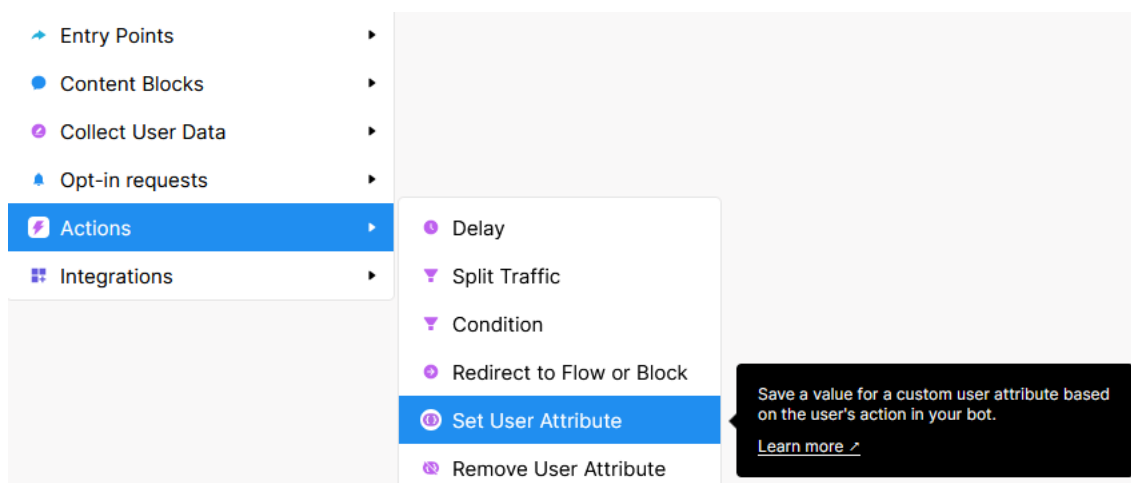 Entry Points
Content Blocks
Collect User Data
Opt-in requests
Actions
Integrations
Delay
Split Traffic
Condition
Redirect to Flow or Block
Set User Attribute
Remove User Attribute
Save a value for a custom user attribute based
on the user's action in your bot.
Learn more ↗